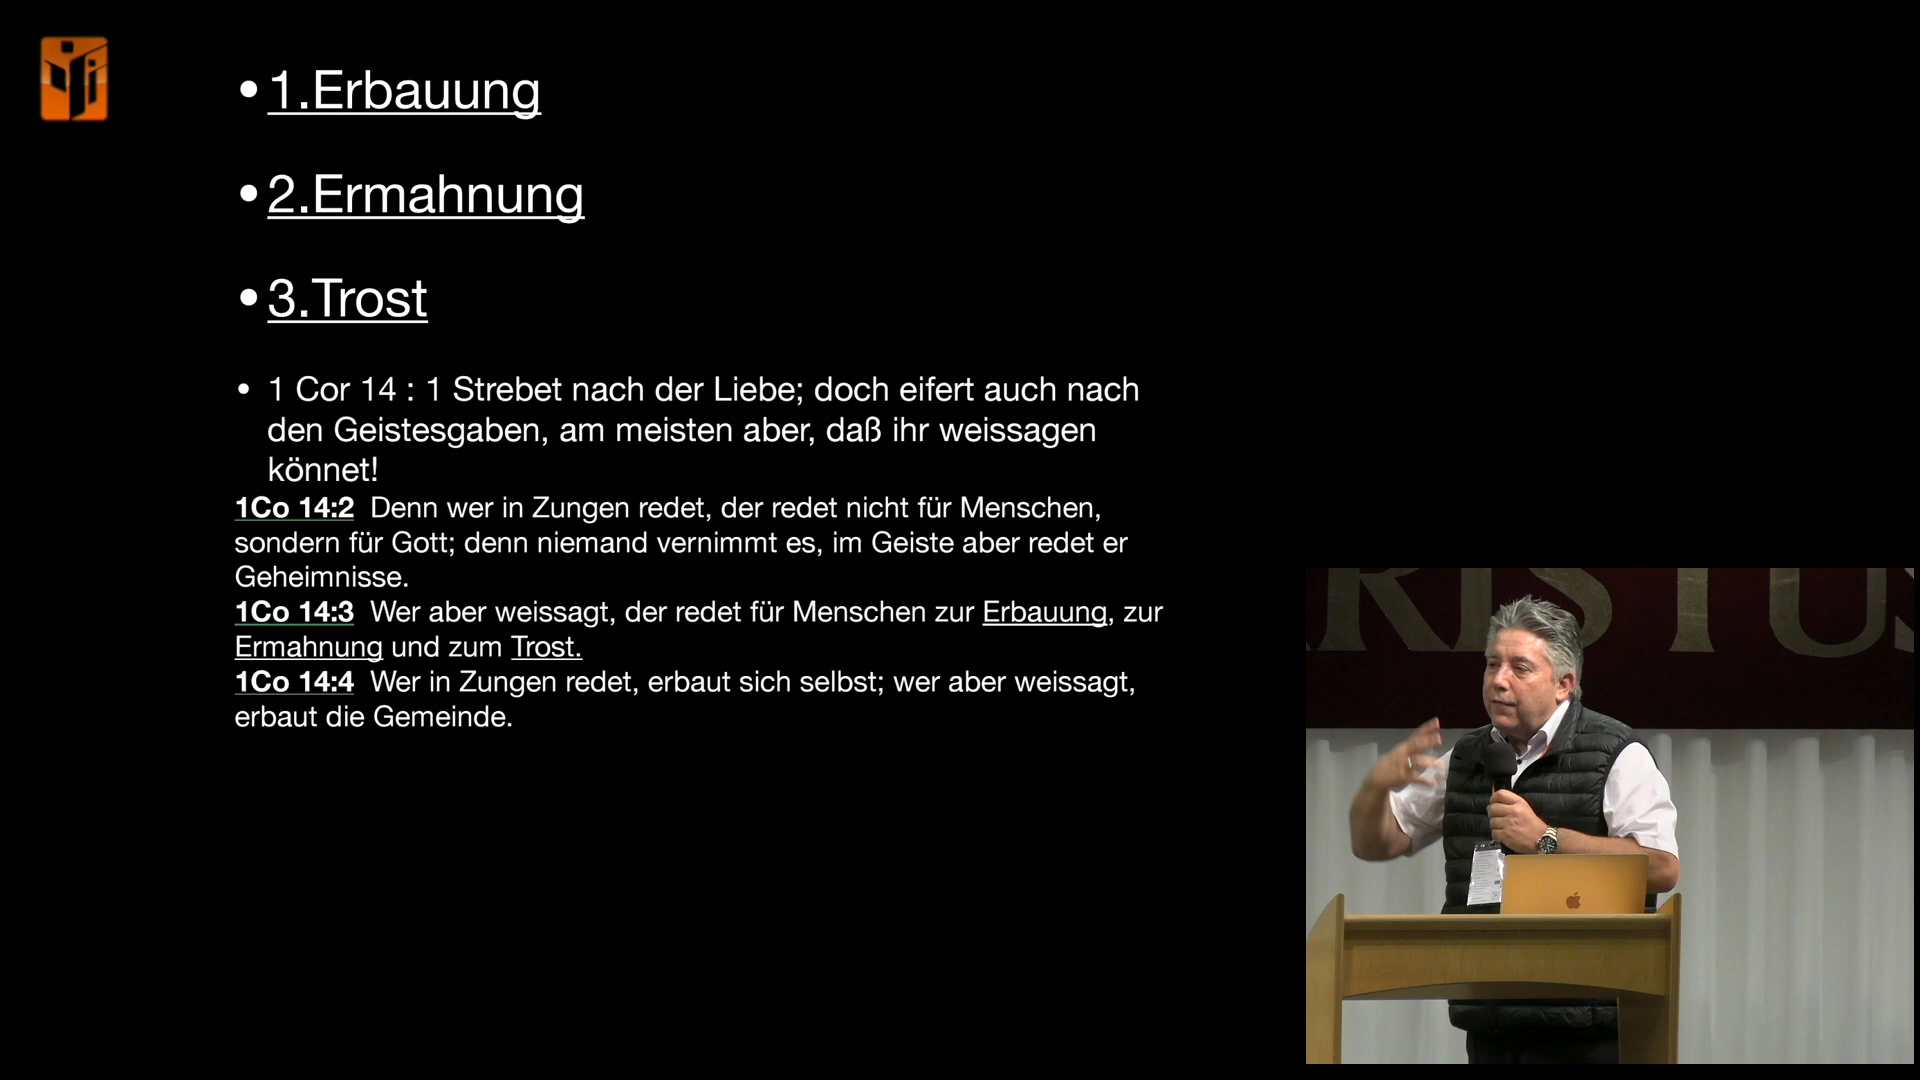 •1.Erbauung
•2.Ermahnung
•3.Trost
• 1 Cor 14 : 1 Strebet nach der Liebe; doch eifert auch nach
den Geistesgaben, am meisten aber, daß ihr weissagen
könnet!
1Co 14:2 Denn wer in Zungen redet, der redet nicht für Menschen,
sondern für Gott; denn niemand vernimmt es, im Geiste aber redet er
Geheimnisse.
1Co 14:3 Wer aber weissagt, der redet für Menschen zur Erbauung, zur
Ermahnung und zum Trost.
1Co 14:4 Wer in Zungen redet, erbaut sich selbst; wer aber weissagt,
erbaut die Gemeinde.
RISTUS